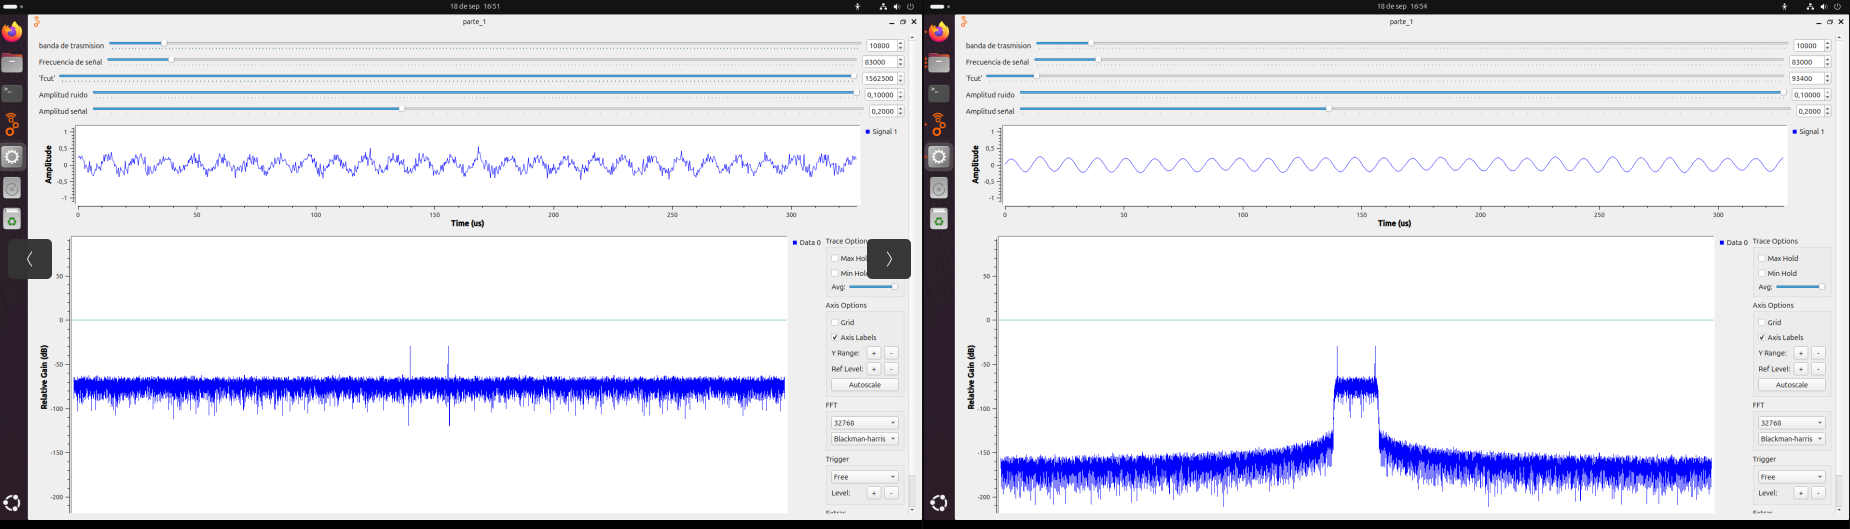 18 de sep 16:51
parte_1
banda de trasmision 10800
Frecuencia de señal 83000
'fcut' 1562500
Amplitud ruido 0,10000
Amplitud señal 0,2000
Amplitude
1
0,5
0
-0,5
-1
Signal 1
0 50 100 150 200 250 300
Time (us)
Relative Gain (dB)
50
0
-50
-100
-150
-200
Data 0
Trace Options
Max Hol
Min Hol
Avg:
Axis Options
Grid
Axis Labels
Y Range: + -
Ref Level: + -
Autoscale
FFT
32768
Blackman-harris
Trigger
Free
Level: + -
18 de sep 16:54
parte_1
banda de trasmision 10800
Frecuencia de señal 83000
'fcut' 93400
Amplitud ruido 0,10000
Amplitud señal 0,2000
Amplitude
1
0,5
0
-0,5
-1
Signal 1
0 50 100 150 200 250 300
Time (us)
Relative Gain (dB)
50
0
-50
-100
-150
-200
Data 0
Trace Options
Max Hold
Min Hold
Avg:
Axis Options
Grid
Axis Labels
Y Range: + -
Ref Level: + -
Autoscale
FFT
32768
Blackman-harris
Trigger
Free
Level: + -